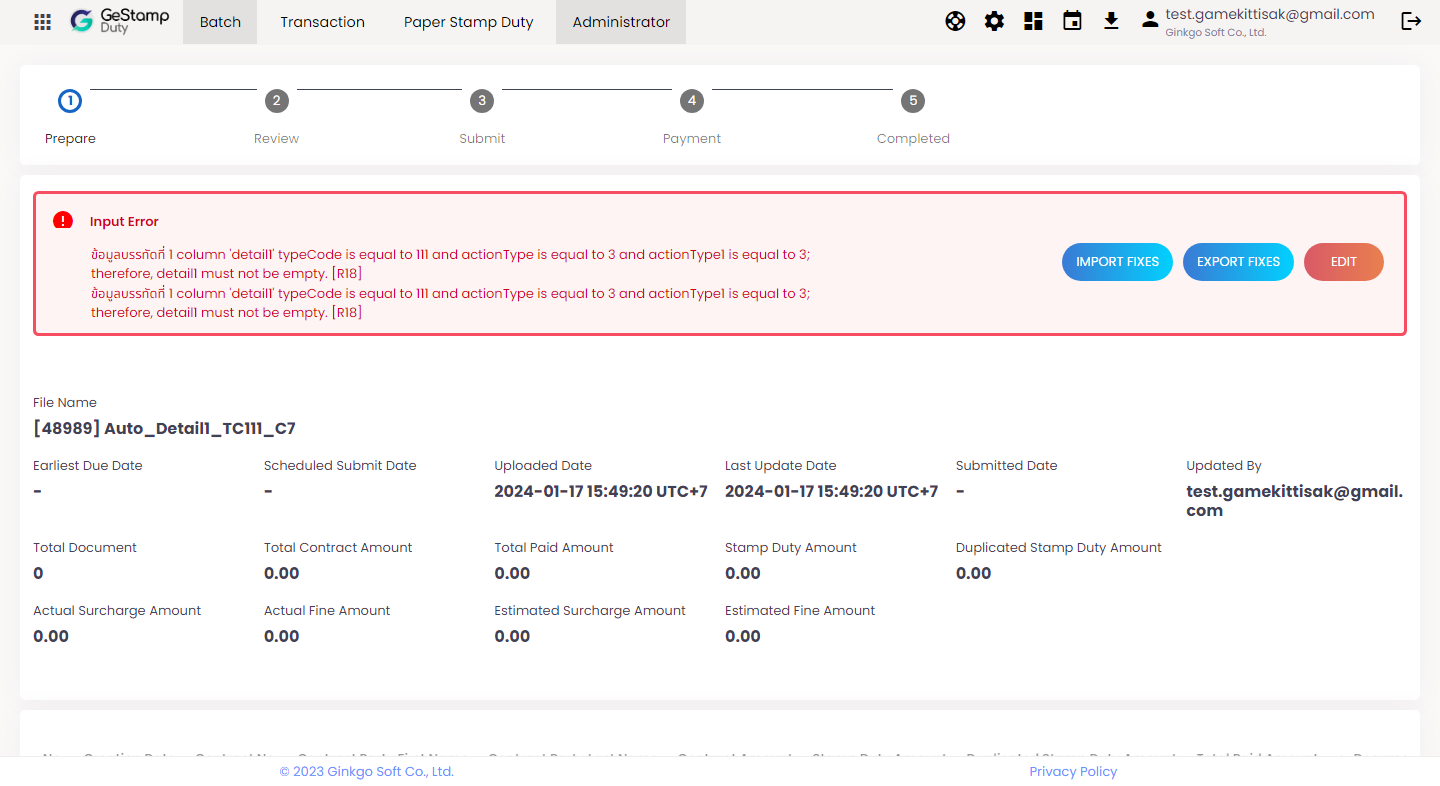 GeStamp
Duty
Batch
Transaction
Paper Stamp Duty
Administrator
test.gamekittisak@gmail.com
Ginkgo Soft Co., Ltd.
1
2
3
4
5
Prepare
Review
Submit
Payment
Completed
Input Error
ข้อมูลบรรทัดที่ 1 column 'detail1' typeCode is equal to 111 and actionType is equal to 3 and actionType1 is equal to 3;
therefore, detail1 must not be empty. [R18]
ข้อมูลบรรทัดที่ 1 column 'detail1' typeCode is equal to 111 and actionType is equal to 3 and actionType1 is equal to 3;
therefore, detail1 must not be empty. [R18]
IMPORT FIXES
EXPORT FIXES
EDIT
File Name
[48989] Auto_Detail1_TC111_C7
Earliest Due Date
-
Scheduled Submit Date
-
Uploaded Date
2024-01-17 15:49:20 UTC+7
Last Update Date
2024-01-17 15:49:20 UTC+7
Submitted Date
-
Updated By
test.gamekittisak@gmail.
com
Total Document
0
Total Contract Amount
0.00
Total Paid Amount
0.00
Stamp Duty Amount
0.00
Duplicated Stamp Duty Amount
0.00
Actual Surcharge Amount
0.00
Actual Fine Amount
0.00
Estimated Surcharge Amount
0.00
Estimated Fine Amount
0.00
© 2023 Ginkgo Soft Co., Ltd.
Privacy Policy